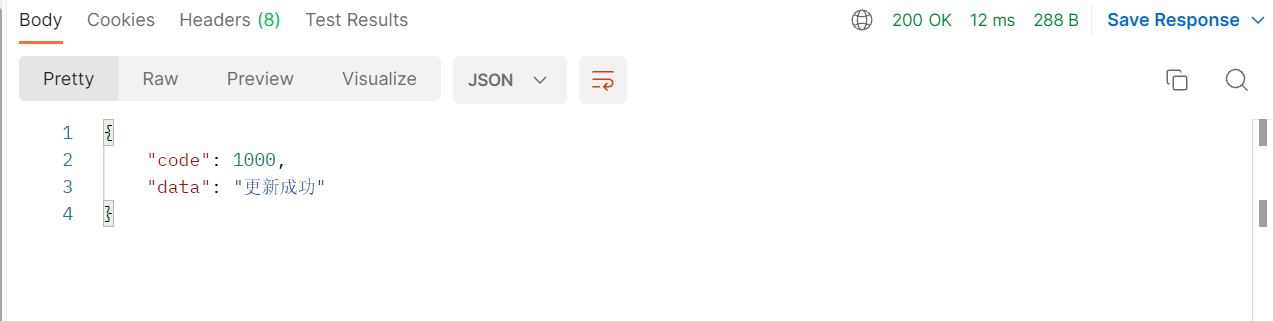 Body Cookies Headers (8) Test Results 200 OK 12 ms 288 B Save Response
Pretty Raw Preview Visualize JSON
1 {
2 "code": 1000,
3 "data": "更新成功"
4 }